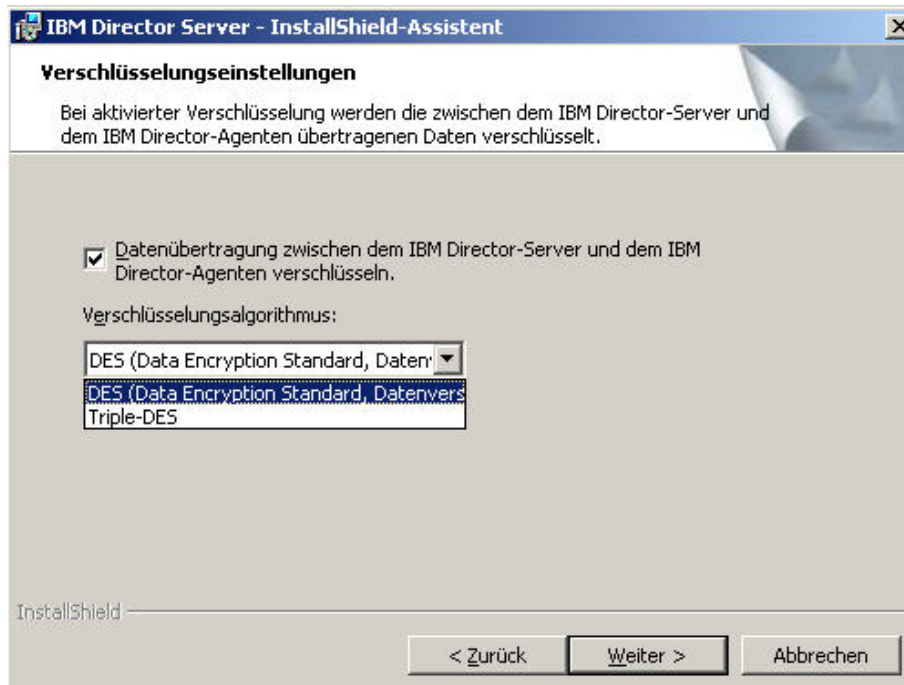 IBM Director Server - InstallShield-Assistent
Verschlüsselungseinstellungen
Bei aktivierter Verschlüsselung werden die zwischen dem IBM Director-Server und
dem IBM Director-Agenten übertragenen Daten verschlüsselt.
Datenübertragung zwischen dem IBM Director-Server und dem IBM
Director-Agenten verschlüsseln.
Verschlüsselungsalgorithmus:
DES (Data Encryption Standard, Daten
DES (Data Encryption Standard, Datenvers
Triple-DES
InstallShield
< Zurück
Weiter >
Abbrechen